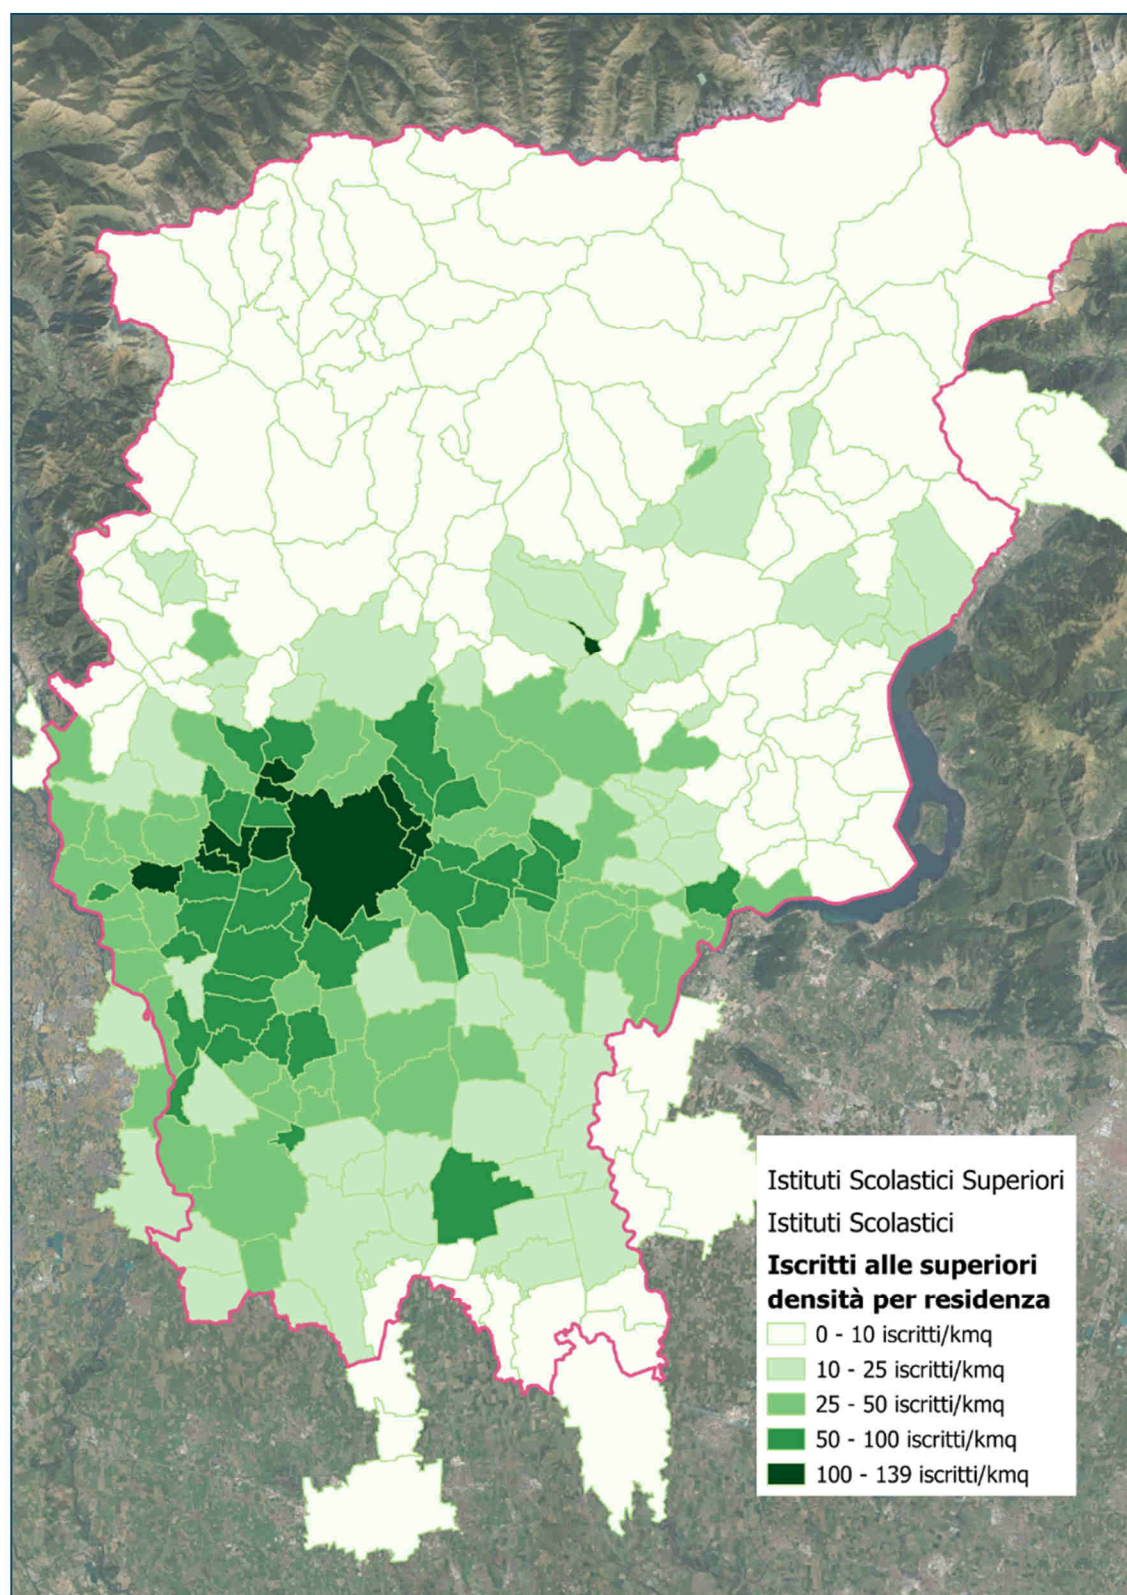 Istituti Scolastici Superiori
Istituti Scolastici
Iscritti alle superiori
densità per residenza
0 - 10 iscritti/kmq
10 - 25 iscritti/kmq
25 - 50 iscritti/kmq
50 - 100 iscritti/kmq
100 - 139 iscritti/kmq